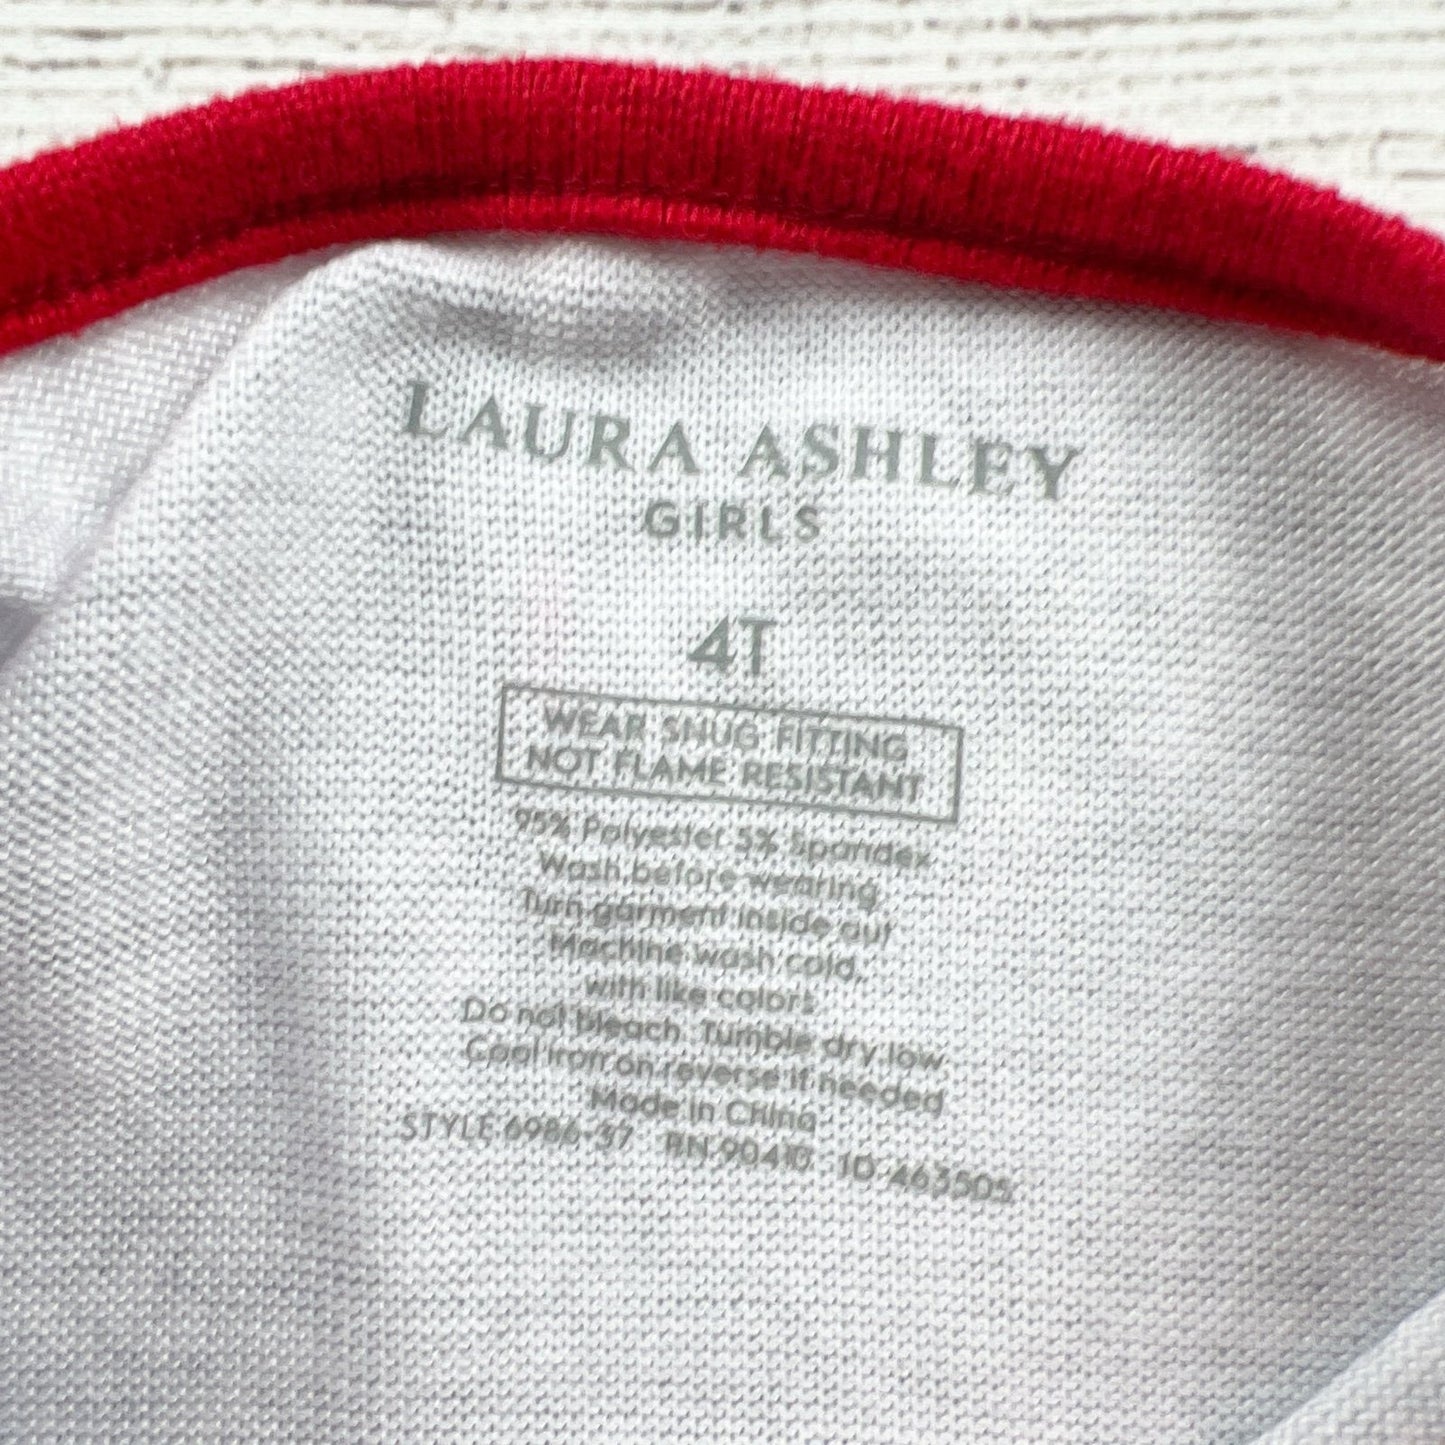 LAURA ASHLEY
GIRLS
4T
WEAR SNUG FITTING
NOT FLAME RESISTANT
95% Polyester 5% Spandex
Wash before wearing
Turn garment inside out
Machine wash cold,
with like colors
Do not bleach. Tumble dry low
Cool iron on reverse if needed
Made in China
STYLE 6986-37 RN 90410 ID 463505